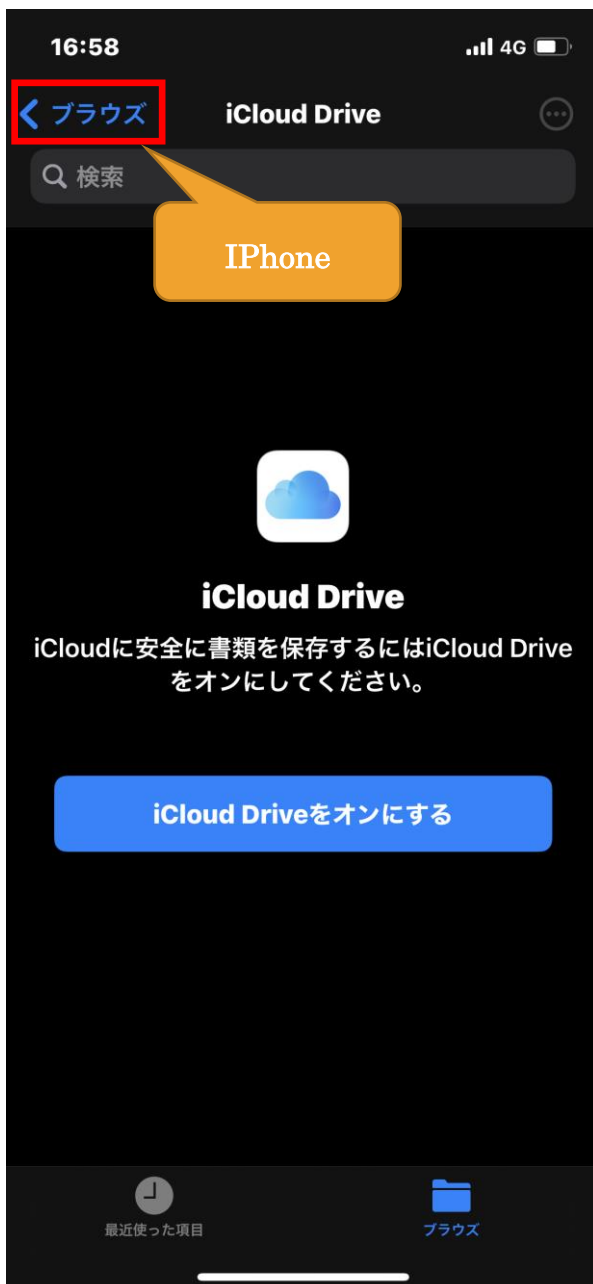 16:58
4G
ブラウズ
iCloud Drive
検索
IPhone
iCloud Drive
iCloudに安全に書類を保存するにはiCloud Drive
をオンにしてください。
iCloud Driveをオンにする
最近使った項目
ブラウズ